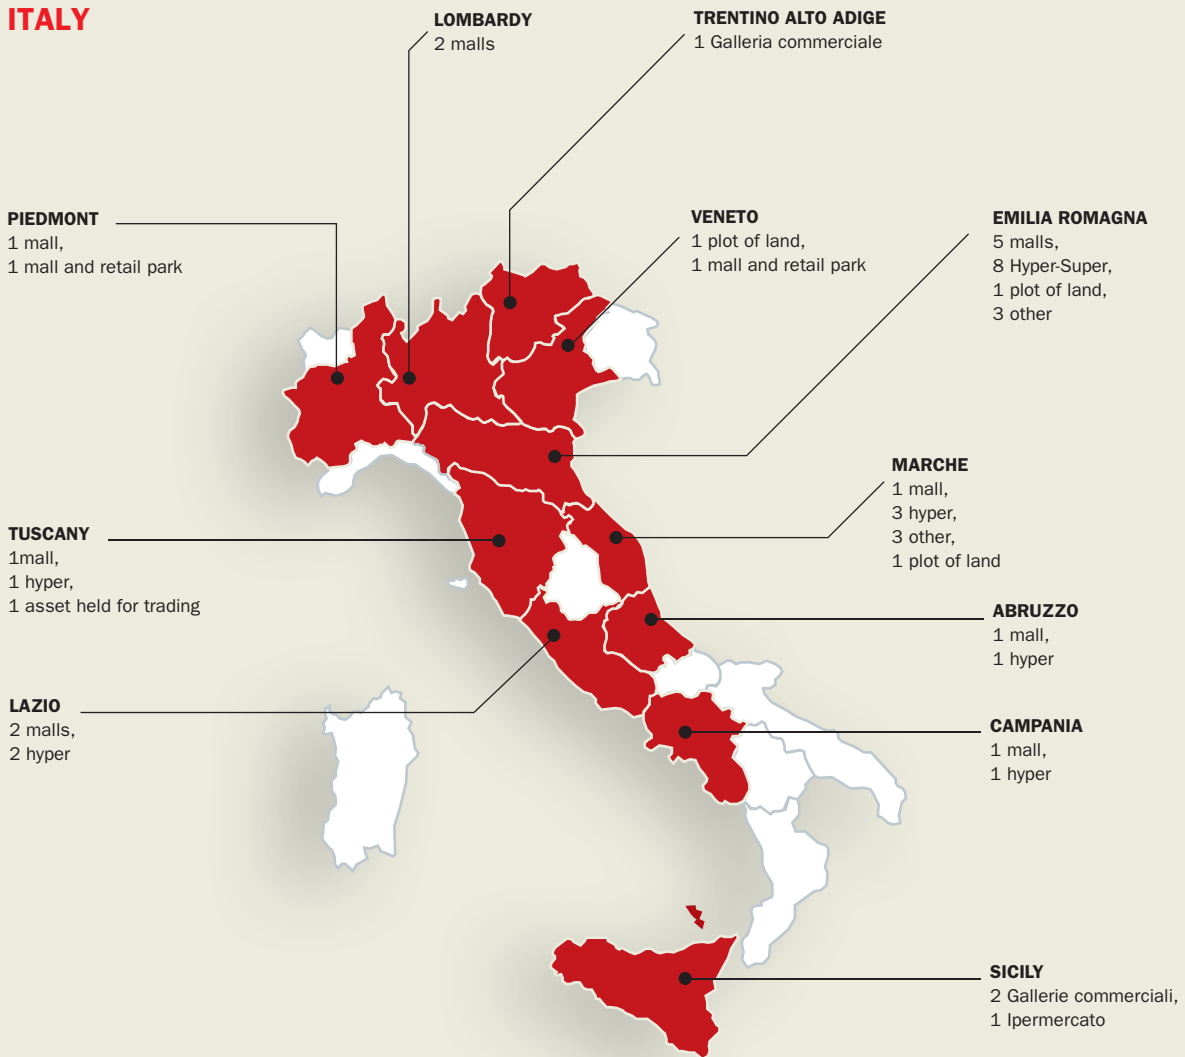 ITALY
LOMBARDY
2 malls
TRENTINO ALTO ADIGE
1 Galleria commerciale
PIEDMONT
1 mall,
1 mall and retail park
VENETO
1 plot of land,
1 mall and retail park
EMILIA ROMAGNA
5 malls,
8 Hyper-Super,
1 plot of land,
3 other
MARCHE
1 mall,
3 hyper,
3 other,
1 plot of land
TUSCANY
1mall,
1 hyper,
1 asset held for trading
ABRUZZO
1 mall,
1 hyper
LAZIO
2 malls,
2 hyper
CAMPANIA
1 mall,
1 hyper
SICILY
2 Gallerie commerciali,
1 Ipermercato